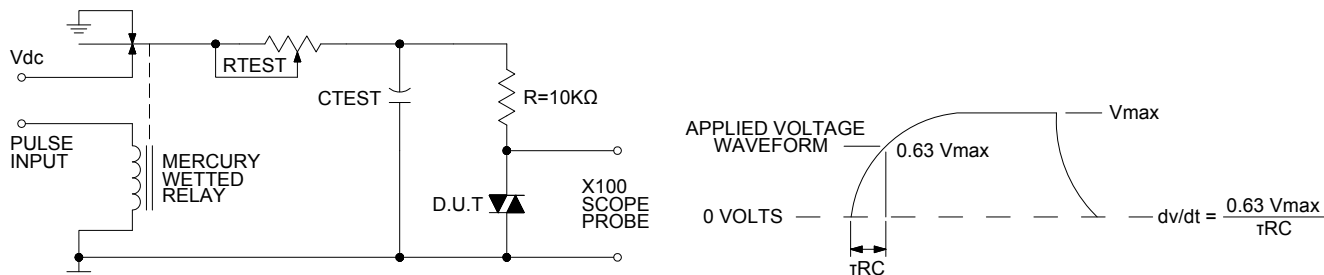 Vdc
RTEST
CTEST
R=10KΩ
PULSE
INPUT
MERCURY
WETTED
RELAY
D.U.T
X100
SCOPE
PROBE
APPLIED VOLTAGE
WAVEFORM
0.63 Vmax
Vmax
0 VOLTS
dv/dt = 0.63 Vmax
τRC
τRC